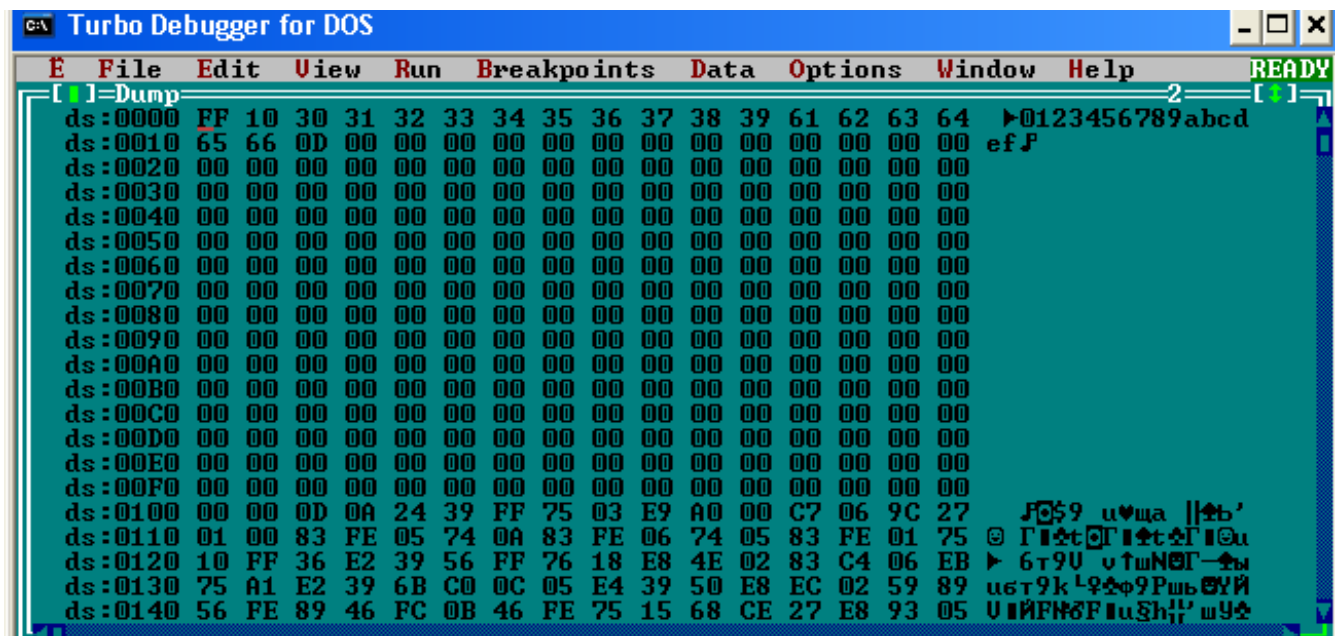 Turbo Debugger for DOS
Ё File Edit View Run Breakpoints Data Options Window Help READY
[▮]=Dump 2 [↕]
ds:0000 FF 10 30 31 32 33 34 35 36 37 38 39 61 62 63 64 ►0123456789abcd
ds:0010 65 66 0D 00 00 00 00 00 00 00 00 00 00 00 00 00 ef♪
ds:0020 00 00 00 00 00 00 00 00 00 00 00 00 00 00 00 00
ds:0030 00 00 00 00 00 00 00 00 00 00 00 00 00 00 00 00
ds:0040 00 00 00 00 00 00 00 00 00 00 00 00 00 00 00 00
ds:0050 00 00 00 00 00 00 00 00 00 00 00 00 00 00 00 00
ds:0060 00 00 00 00 00 00 00 00 00 00 00 00 00 00 00 00
ds:0070 00 00 00 00 00 00 00 00 00 00 00 00 00 00 00 00
ds:0080 00 00 00 00 00 00 00 00 00 00 00 00 00 00 00 00
ds:0090 00 00 00 00 00 00 00 00 00 00 00 00 00 00 00 00
ds:00A0 00 00 00 00 00 00 00 00 00 00 00 00 00 00 00 00
ds:00B0 00 00 00 00 00 00 00 00 00 00 00 00 00 00 00 00
ds:00C0 00 00 00 00 00 00 00 00 00 00 00 00 00 00 00 00
ds:00D0 00 00 00 00 00 00 00 00 00 00 00 00 00 00 00 00
ds:00E0 00 00 00 00 00 00 00 00 00 00 00 00 00 00 00 00
ds:00F0 00 00 00 00 00 00 00 00 00 00 00 00 00 00 00 00
ds:0100 00 00 0D 0A 24 39 FF 75 03 E9 A0 00 C7 06 9C 27 ♪◙$9 u♥ща ╟♠Ь'
ds:0110 01 00 83 FE 05 74 0A 83 FE 06 74 05 83 FE 01 75 ☺ Г■♣t◙Г■♠t♣Г■☺u
ds:0120 10 FF 36 E2 39 56 FF 76 18 E8 4E 02 83 C4 06 EB ► 6т9V v↑шN☻Г─♠ы
ds:0130 75 A1 E2 39 6B C0 0C 05 E4 39 50 E8 EC 02 59 89 uбт9k└♀♣ф9Pшь☻YЙ
ds:0140 56 FE 89 46 FC 0B 46 FE 75 15 68 CE 27 E8 93 05 V■ЙF№♂F■u§h╬'шУ♣